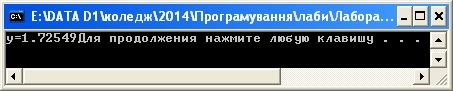 E:\DATA D1\коледж\2014\Програмування\лаби\Лабора...
y=1.72549Для продолжения нажмите любую клавишу . . .